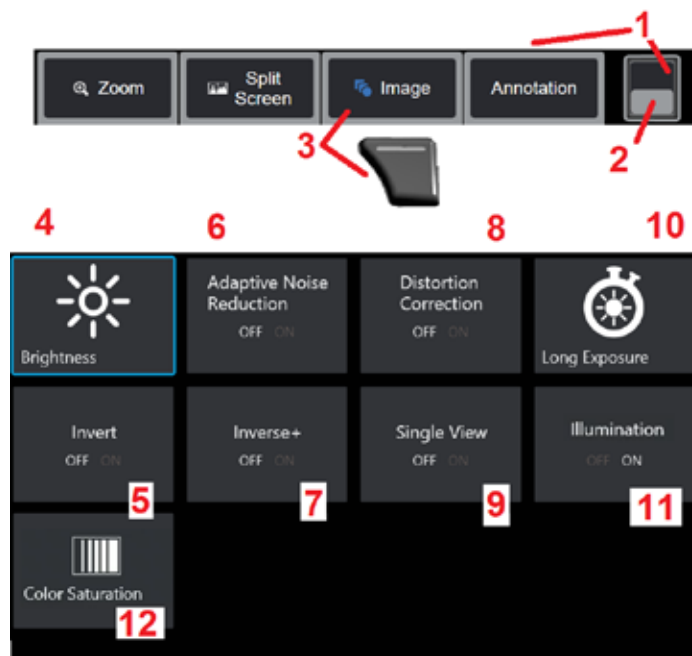 1
Zoom
Split
Screen
Image
Annotation
3
2
4
6
8
10
Brightness
Adaptive Noise
Reduction
OFF ON
Distortion
Correction
OFF ON
Long Exposure
Invert
OFF ON
5
Inverse+
OFF ON
7
Single View
OFF ON
9
Illumination
OFF ON
11
Color Saturation
12